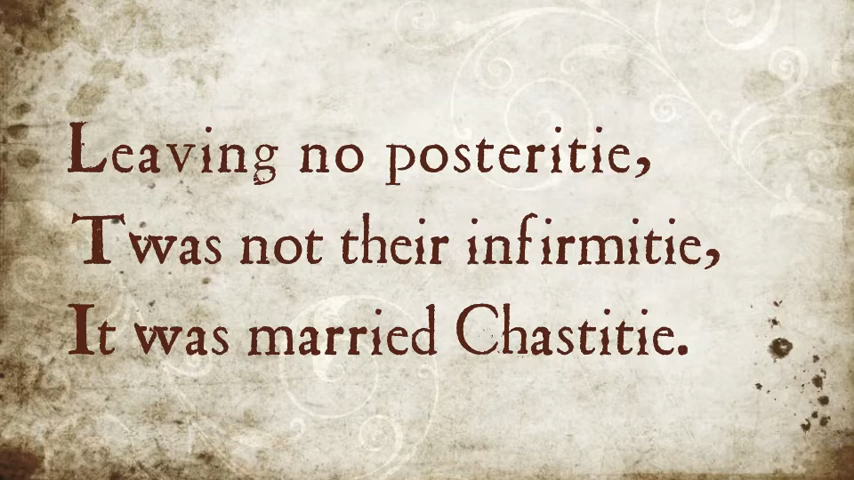 Leaving no posteritie,
Twas not their infirmitie,
It was married Chastitie.